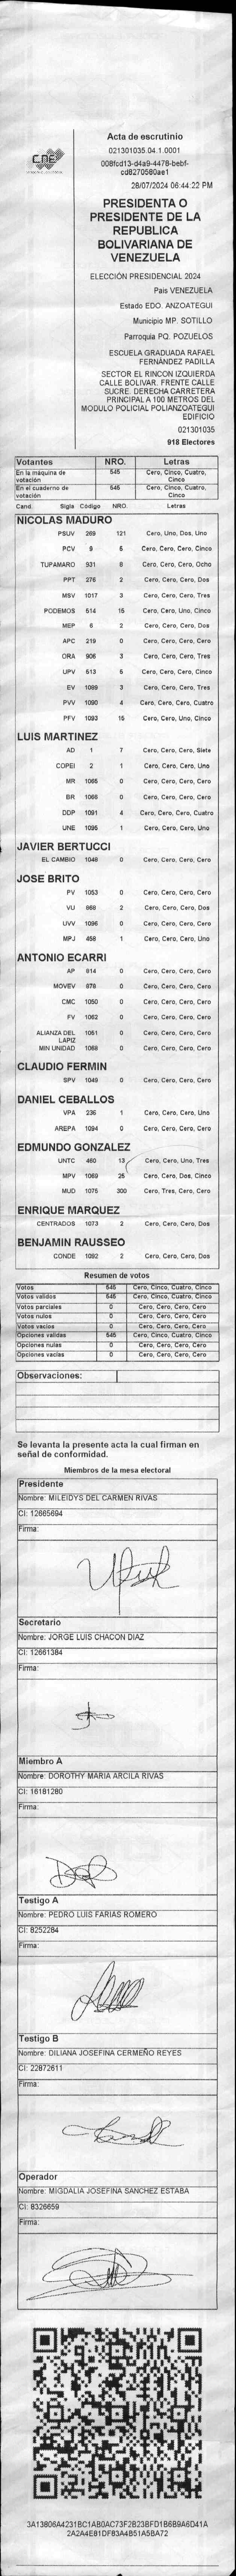 Acta de escrutinio
021301035.04.1.0001
008fcd13-d4a9-4478-bebf-
cd8270580ae1
28/07/2024 06:44:22 PM
CNE
PRESIDENTA O
PRESIDENTE DE LA
REPUBLICA
BOLIVARIANA DE
VENEZUELA
ELECCIÓN PRESIDENCIAL 2024
Pais VENEZUELA
Estado EDO. ANZOATEGUI
Municipio MP. SOTILLO
Parroquia PQ. POZUELOS
ESCUELA GRADUADA RAFAEL
FERNÁNDEZ PADILLA
SECTOR EL RINCON IZQUIERDA
CALLE BOLIVAR. FRENTE CALLE
SUCRE. DERECHA CARRETERA
PRINCIPAL A 100 METROS DEL
MODULO POLICIAL POLIANZOATEGUI
EDIFICIO
021301035
918 Electores
Votantes NRO. Letras
En la máquina de votación 545 Cero, Cinco, Cuatro, Cinco
En el cuaderno de votación 545 Cero, Cinco, Cuatro, Cinco
Cand. Sigla Código NRO. Letras
NICOLAS MADURO
PSUV 269 121 Cero, Uno, Dos, Uno
PCV 9 5 Cero, Cero, Cero, Cinco
TUPAMARO 931 8 Cero, Cero, Cero, Ocho
PPT 275 2 Cero, Cero, Cero, Dos
MSV 1017 3 Cero, Cero, Cero, Tres
PODEMOS 514 15 Cero, Cero, Uno, Cinco
MEP 6 2 Cero, Cero, Cero, Dos
APC 219 0 Cero, Cero, Cero, Cero
ORA 906 3 Cero, Cero, Cero, Tres
UPV 513 5 Cero, Cero, Cero, Cinco
EV 1089 3 Cero, Cero, Cero, Tres
PVV 1090 4 Cero, Cero, Cero, Cuatro
PFV 1093 15 Cero, Cero, Uno, Cinco
LUIS MARTINEZ
AD 1 7 Cero, Cero, Cero, Siete
COPEI 2 1 Cero, Cero, Cero, Uno
MR 1065 0 Cero, Cero, Cero, Cero
BR 1066 0 Cero, Cero, Cero, Cero
DDP 1091 4 Cero, Cero, Cero, Cuatro
UNE 1095 1 Cero, Cero, Cero, Uno
JAVIER BERTUCCI
EL CAMBIO 1048 0 Cero, Cero, Cero, Cero
JOSE BRITO
PV 1053 0 Cero, Cero, Cero, Cero
VU 868 2 Cero, Cero, Cero, Dos
UVV 1096 0 Cero, Cero, Cero, Cero
MPJ 458 1 Cero, Cero, Cero, Uno
ANTONIO ECARRI
AP 914 0 Cero, Cero, Cero, Cero
MOVEV 978 0 Cero, Cero, Cero, Cero
CMC 1050 0 Cero, Cero, Cero, Cero
FV 1062 0 Cero, Cero, Cero, Cero
ALIANZA DEL LAPIZ 1051 0 Cero, Cero, Cero, Cero
MIN UNIDAD 1068 0 Cero, Cero, Cero, Cero
CLAUDIO FERMIN
SPV 1049 0 Cero, Cero, Cero, Cero
DANIEL CEBALLOS
VPA 236 1 Cero, Cero, Cero, Uno
AREPA 1094 0 Cero, Cero, Cero, Cero
EDMUNDO GONZALEZ
UNTC 460 13 Cero, Cero, Uno, Tres
MPV 1069 25 Cero, Cero, Dos, Cinco
MUD 1075 300 Cero, Tres, Cero, Cero
ENRIQUE MARQUEZ
CENTRADOS 1073 2 Cero, Cero, Cero, Dos
BENJAMIN RAUSSEO
CONDE 1092 2 Cero, Cero, Cero, Dos
Resumen de votos
Votos 545 Cero, Cinco, Cuatro, Cinco
Votos validos 545 Cero, Cinco, Cuatro, Cinco
Votos parciales 0 Cero, Cero, Cero, Cero
Votos nulos 0 Cero, Cero, Cero, Cero
Votos vacios 0 Cero, Cero, Cero, Cero
Opciones validas 545 Cero, Cinco, Cuatro, Cinco
Opciones nulas 0 Cero, Cero, Cero, Cero
Opciones vacias 0 Cero, Cero, Cero, Cero
Observaciones:
Se levanta la presente acta la cual firman en
señal de conformidad.
Miembros de la mesa electoral
Presidente
Nombre: MILEIDYS DEL CARMEN RIVAS
CI: 12665694
Firma:
Secretario
Nombre: JORGE LUIS CHACON DIAZ
CI: 12661384
Firma:
Miembro A
Nombre: DOROTHY MARIA ARCILA RIVAS
CI: 16181280
Firma:
Testigo A
Nombre: PEDRO LUIS FARIAS ROMERO
CI: 8252284
Firma:
Testigo B
Nombre: DILIANA JOSEFINA CERMEÑO REYES
CI: 22872611
Firma:
Operador
Nombre: MIGDALIA JOSEFINA SANCHEZ ESTABA
CI: 8326659
Firma:
3A13806A4231BC1AB0AC73F2B23BFD1B6B9A6D41A
2A2A4E81DF83A4B51A5BA72